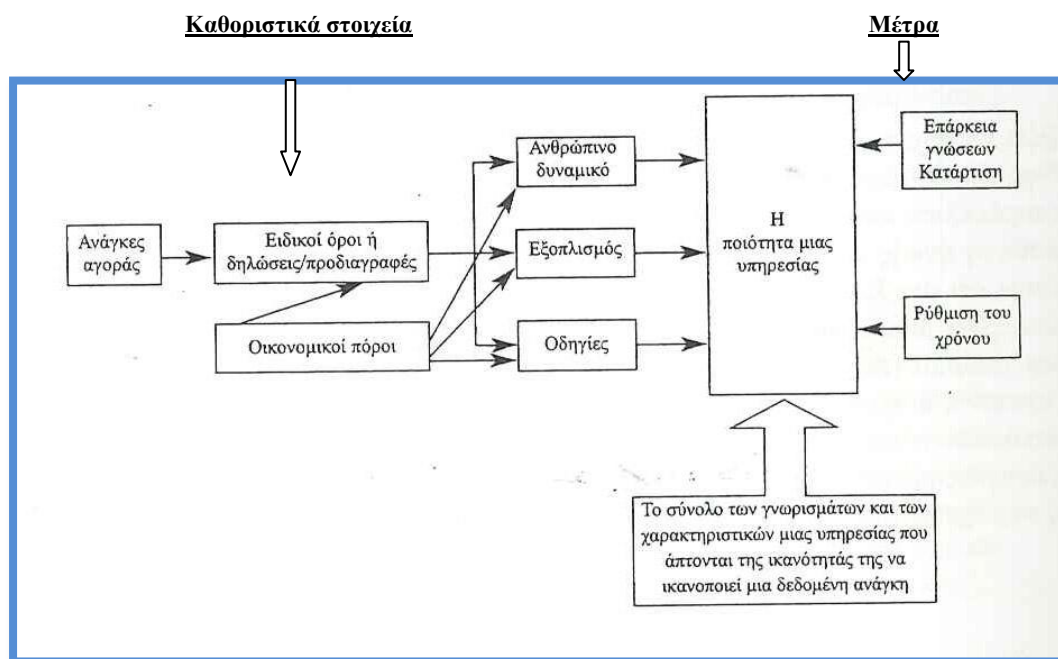 Καθοριστικά στοιχεία
Μέτρα
Ανάγκες
αγοράς
Ειδικοί όροι ή
δηλώσεις/προδιαγραφές
Οικονομικοί πόροι
Ανθρώπινο
δυναμικό
Εξοπλισμός
Οδηγίες
Η
ποιότητα μιας
υπηρεσίας
Επάρκεια
γνώσεων
Κατάρτιση
Ρύθμιση του
χρόνου
Το σύνολο των γνωρισμάτων και των
χαρακτηριστικών μιας υπηρεσίας που
άπτονται της ικανότητάς της να
ικανοποιεί μια δεδομένη ανάγκη